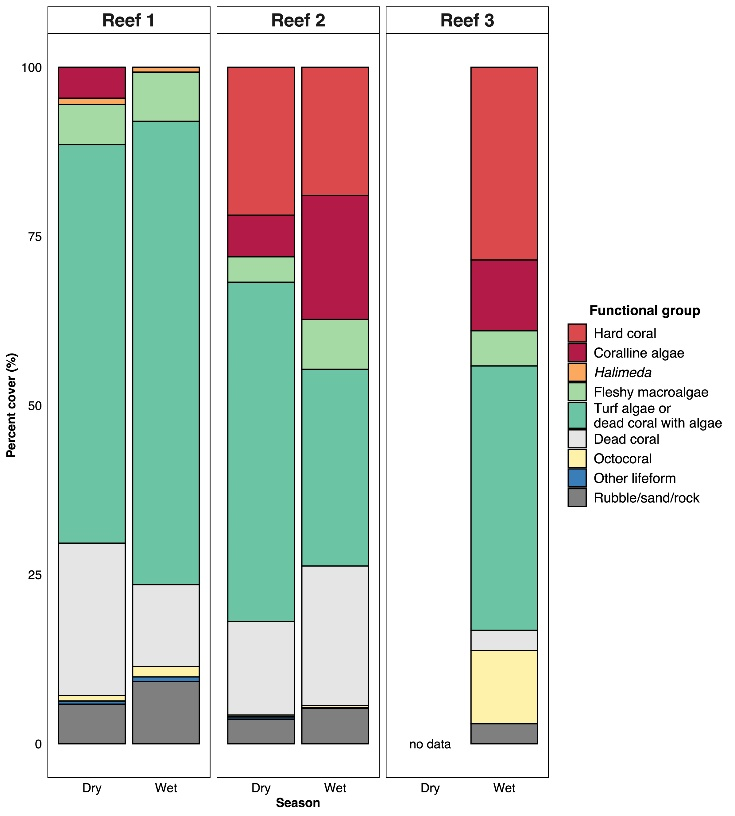 Reef 1
Reef 2
Reef 3
100
75
50
25
0
Percent cover (%)
no data
Dry
Wet
Dry
Wet
Dry
Wet
Season
Functional group
Hard coral
Coralline algae
Halimeda
Fleshy macroalgae
Turf algae or
dead coral with algae
Dead coral
Octocoral
Other lifeform
Rubble/sand/rock